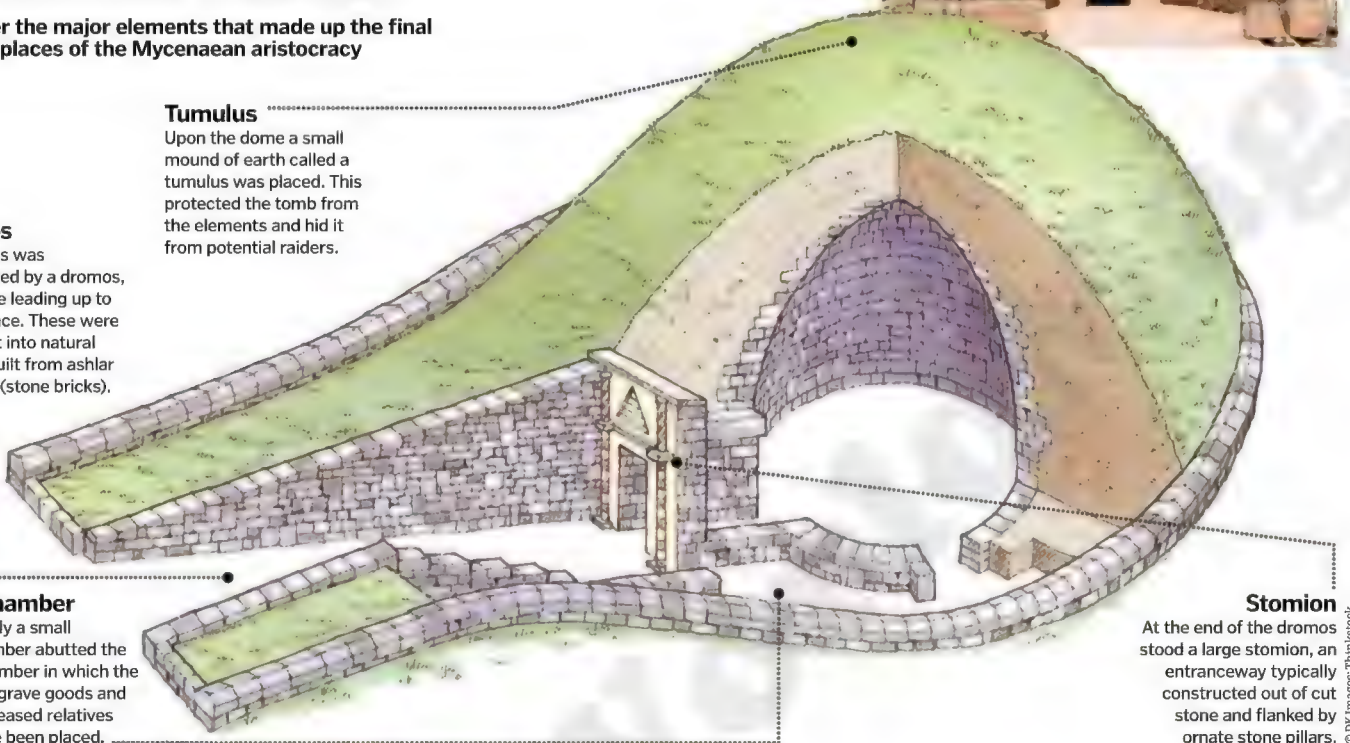 r the major elements that made up the final
places of the Mycenaean aristocracy
Tumulus
Upon the dome a small
mound of earth called a
tumulus was placed. This
protected the tomb from
the elements and hid it
from potential raiders.
s
s was
ed by a dromos,
e leading up to
ce. These were
t into natural
uilt from ashlar
(stone bricks).
hamber
ly a small
nber abutted the
mber in which the
grave goods and
eased relatives
e been placed.
Stomion
At the end of the dromos
stood a large stomion, an
entranceway typically
constructed out of cut
stone and flanked by
ornate stone pillars.
© DK Images; Thinkstock